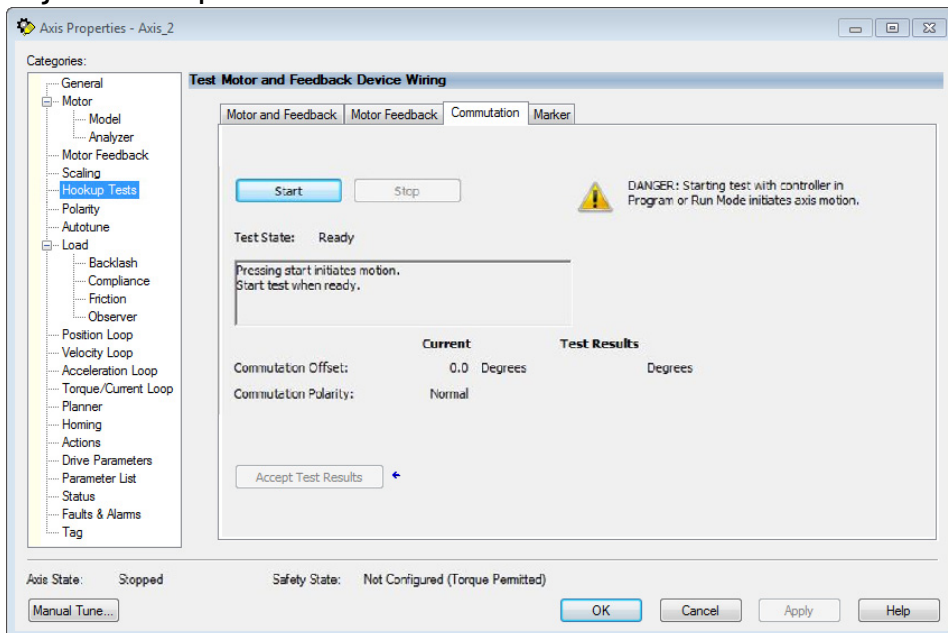 Axis Properties - Axis_2
Categories:
General
Motor
Model
Analyzer
Motor Feedback
Scaling
Hookup Tests
Polarity
Autotune
Load
Backlash
Compliance
Friction
Observer
Position Loop
Velocity Loop
Acceleration Loop
Torque/Current Loop
Planner
Homing
Actions
Drive Parameters
Parameter List
Status
Faults & Alarms
Tag
Test Motor and Feedback Device Wiring
Motor and Feedback Motor Feedback Commutation Marker
Start Stop
DANGER: Starting test with controller in
Program or Run Mode initiates axis motion.
Test State: Ready
Pressing start initiates motion.
Start test when ready.
Current Test Results
Commutation Offset: 0.0 Degrees Degrees
Commutation Polarity: Normal
Accept Test Results
Axis State: Stopped Safety State: Not Configured (Torque Permitted)
Manual Tune... OK Cancel Apply Help